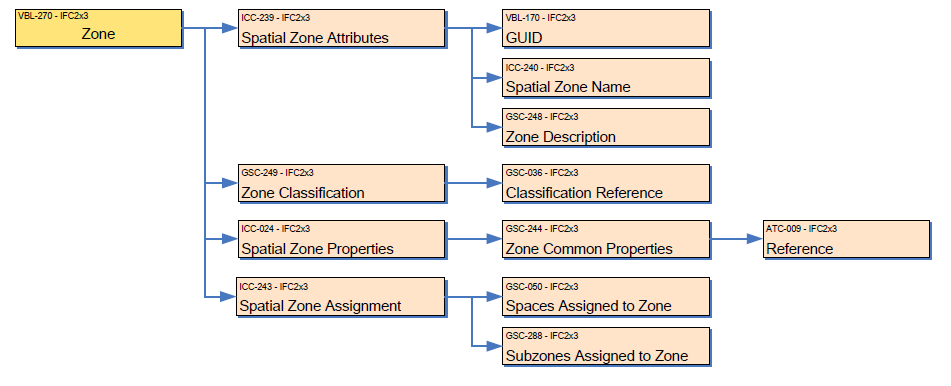 VBL-270 - IFC2x3
Zone
ICC-239 - IFC2x3
Spatial Zone Attributes
VBL-170 - IFC2x3
GUID
ICC-240 - IFC2x3
Spatial Zone Name
GSC-248 - IFC2x3
Zone Description
GSC-249 - IFC2x3
Zone Classification
GSC-036 - IFC2x3
Classification Reference
ICC-024 - IFC2x3
Spatial Zone Properties
GSC-244 - IFC2x3
Zone Common Properties
ATC-009 - IFC2x3
Reference
ICC-243 - IFC2x3
Spatial Zone Assignment
GSC-050 - IFC2x3
Spaces Assigned to Zone
GSC-288 - IFC2x3
Subzones Assigned to Zone